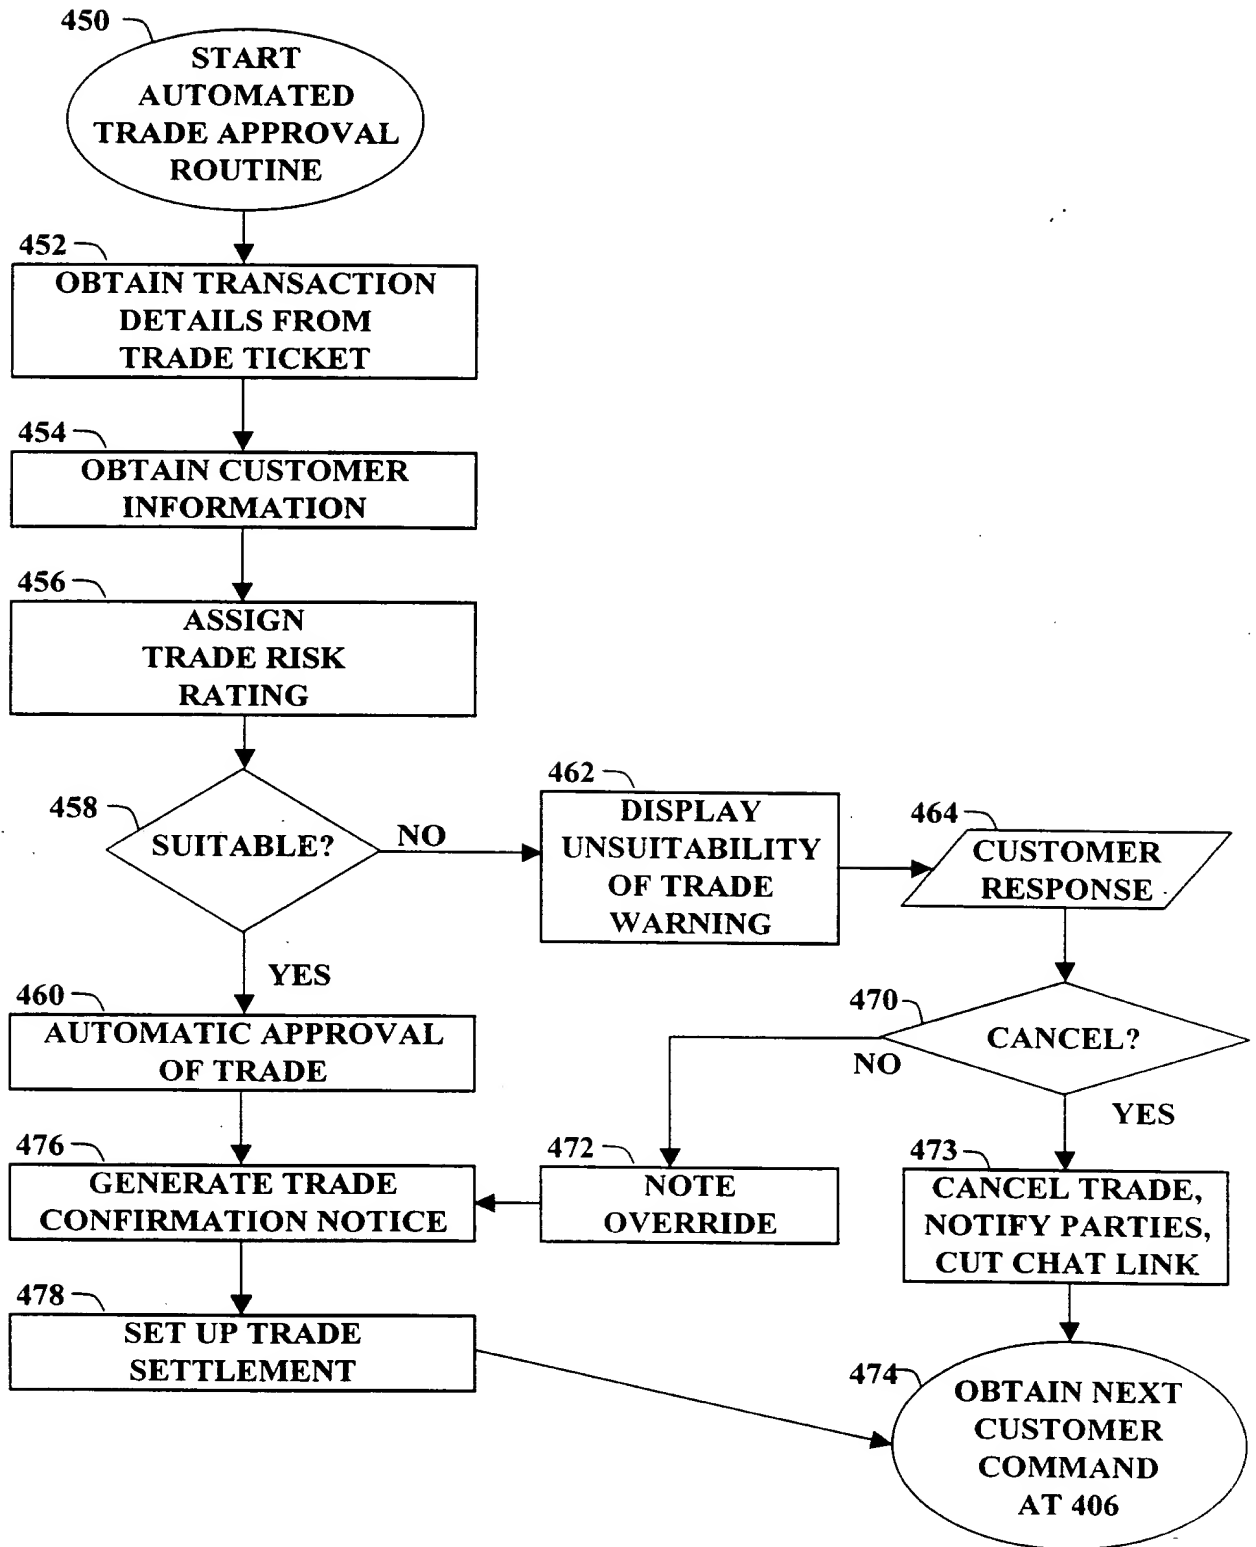 450
START
AUTOMATED
TRADE APPROVAL
ROUTINE
452
OBTAIN TRANSACTION
DETAILS FROM
TRADE TICKET
454
OBTAIN CUSTOMER
INFORMATION
456
ASSIGN
TRADE RISK
RATING
458
SUITABLE?
NO
YES
462
DISPLAY
UNSUITABILITY
OF TRADE
WARNING
464
CUSTOMER
RESPONSE
460
AUTOMATIC APPROVAL
OF TRADE
470
CANCEL?
NO
YES
476
GENERATE TRADE
CONFIRMATION NOTICE
472
NOTE
OVERRIDE
473
CANCEL TRADE,
NOTIFY PARTIES,
CUT CHAT LINK
478
SET UP TRADE
SETTLEMENT
474
OBTAIN NEXT
CUSTOMER
COMMAND
AT 406